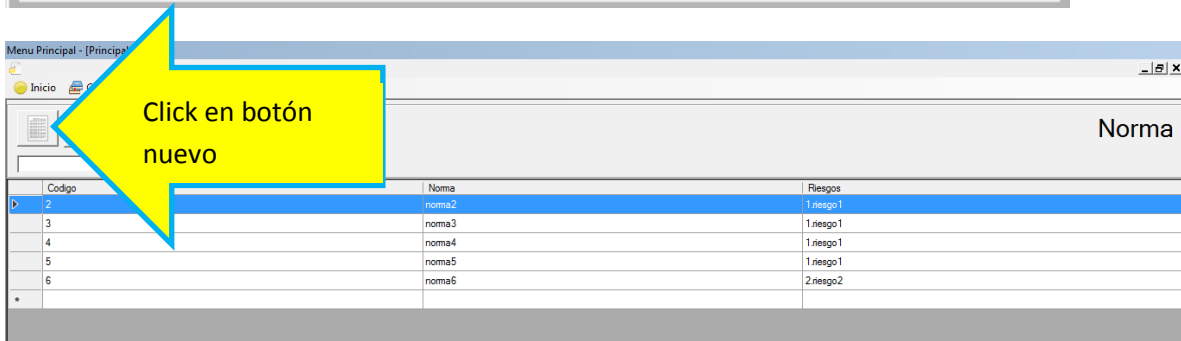 Menu Principal - [Principal
Inicio
Click en botón
nuevo
Norma
Codigo Norma Riesgos
2 norma2 1.riesgo1
3 norma3 1.riesgo1
4 norma4 1.riesgo1
5 norma5 1.riesgo1
6 norma6 2.riesgo2
*